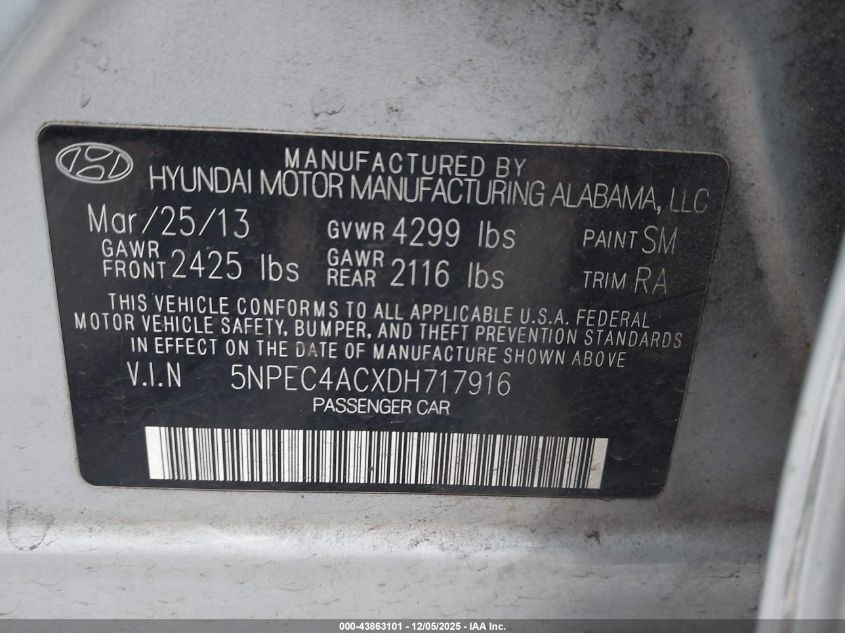 MANUFACTURED BY
HYUNDAI MOTOR MANUFACTURING ALABAMA, LLC
Mar/25/13 GVWR 4299 lbs PAINT SM
GAWR FRONT 2425 lbs GAWR REAR 2116 lbs TRIM RA
THIS VEHICLE CONFORMS TO ALL APPLICABLE U.S.A. FEDERAL
MOTOR VEHICLE SAFETY, BUMPER, AND THEFT PREVENTION STANDARDS
IN EFFECT ON THE DATE OF MANUFACTURE SHOWN ABOVE
V.I.N 5NPEC4ACXDH717916
PASSENGER CAR
000-43863101 - 12/05/2025 - IAA Inc.